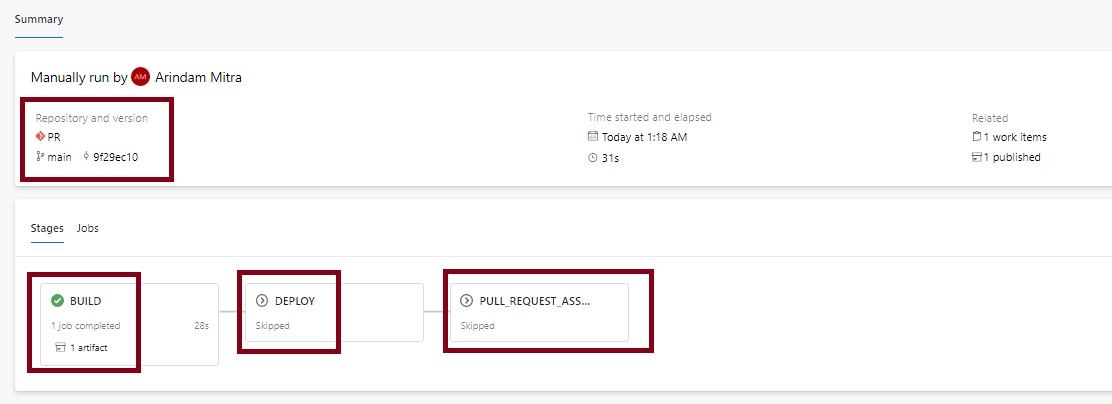 Summary
Manually run by AM Arindam Mitra
Repository and version
PR
main 9f29ec10
Time started and elapsed
Today at 1:18 AM
31s
Related
1 work items
1 published
Stages Jobs
BUILD
1 job completed 28s
1 artifact
DEPLOY
Skipped
PULL_REQUEST_ASS...
Skipped